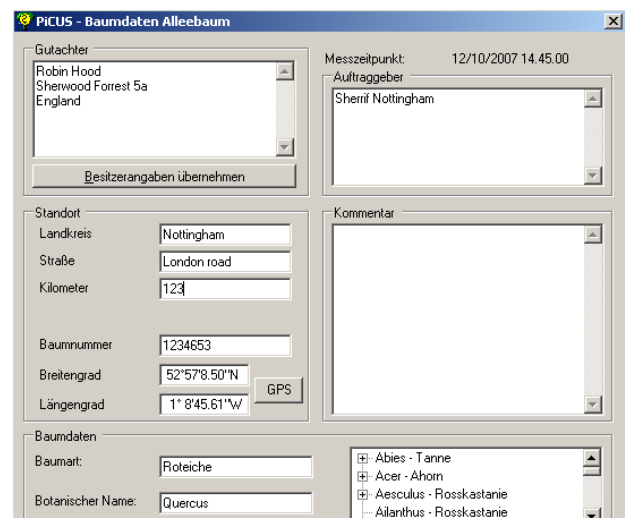 PiCUS - Baumdaten Alleebaum
Gutachter
Robin Hood
Sherwood Forrest 5a
England
Besitzerangaben übernehmen
Messzeitpunkt: 12/10/2007 14.45.00
Auftraggeber
Sherrif Nottingham
Standort
Landkreis Nottingham
Straße London road
Kilometer 123
Baumnummer 1234653
Breitengrad 52°57'8.50"N
Längengrad 1° 8'45.61"W
GPS
Kommentar
Baumdaten
Baumart: Roteiche
Botanischer Name: Quercus
Abies - Tanne
Acer - Ahorn
Aesculus - Rosskastanie
Ailanthus - Rosskastanie